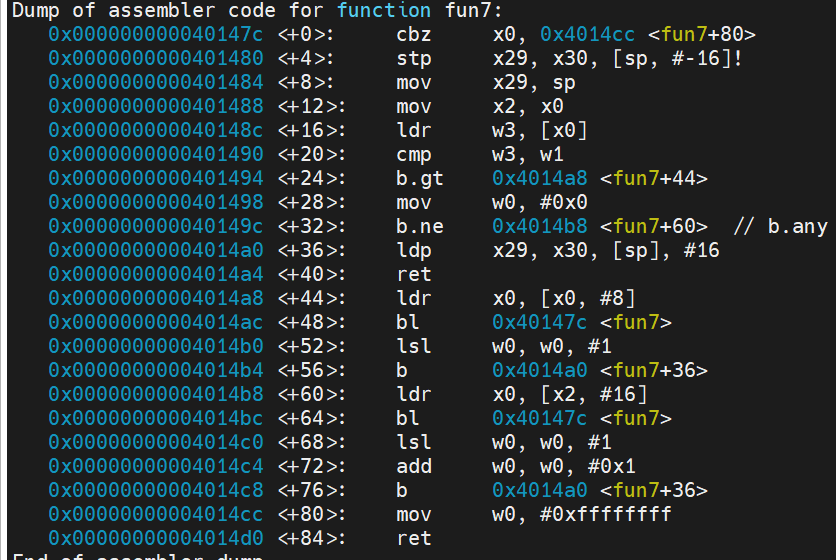 Dump of assembler code for function fun7:
0x000000000040147c <+0>: cbz x0, 0x4014cc <fun7+80>
0x0000000000401480 <+4>: stp x29, x30, [sp, #-16]!
0x0000000000401484 <+8>: mov x29, sp
0x0000000000401488 <+12>: mov x2, x0
0x000000000040148c <+16>: ldr w3, [x0]
0x0000000000401490 <+20>: cmp w3, w1
0x0000000000401494 <+24>: b.gt 0x4014a8 <fun7+44>
0x0000000000401498 <+28>: mov w0, #0x0
0x000000000040149c <+32>: b.ne 0x4014b8 <fun7+60> // b.any
0x00000000004014a0 <+36>: ldp x29, x30, [sp], #16
0x00000000004014a4 <+40>: ret
0x00000000004014a8 <+44>: ldr x0, [x0, #8]
0x00000000004014ac <+48>: bl 0x40147c <fun7>
0x00000000004014b0 <+52>: lsl w0, w0, #1
0x00000000004014b4 <+56>: b 0x4014a0 <fun7+36>
0x00000000004014b8 <+60>: ldr x0, [x2, #16]
0x00000000004014bc <+64>: bl 0x40147c <fun7>
0x00000000004014c0 <+68>: lsl w0, w0, #1
0x00000000004014c4 <+72>: add w0, w0, #0x1
0x00000000004014c8 <+76>: b 0x4014a0 <fun7+36>
0x00000000004014cc <+80>: mov w0, #0xffffffff
0x00000000004014d0 <+84>: ret
End of assembler dump